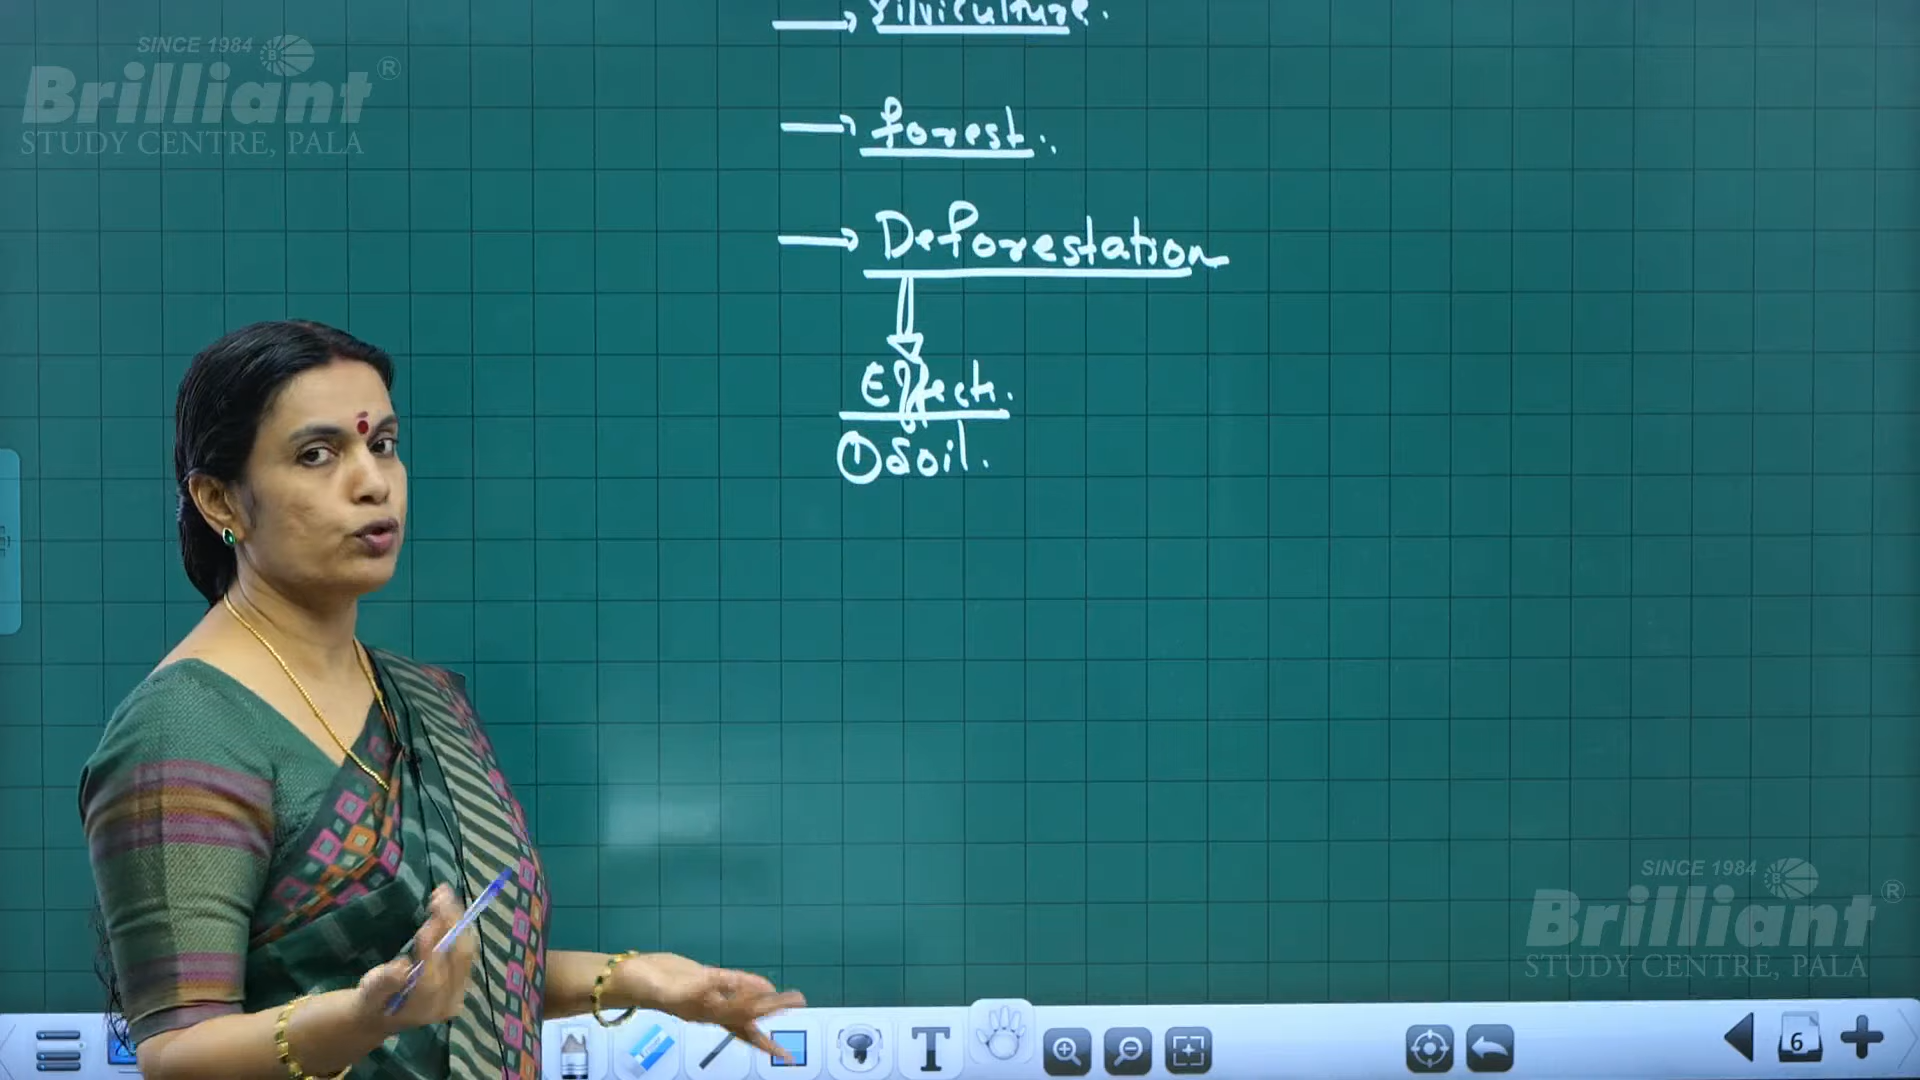 → Silviculture.
SINCE 1984
Brilliant®
STUDY CENTRE, PALA
→ forest.
→ Deforestation
Effect.
① Soil.
SINCE 1984
Brilliant®
STUDY CENTRE, PALA
T
6